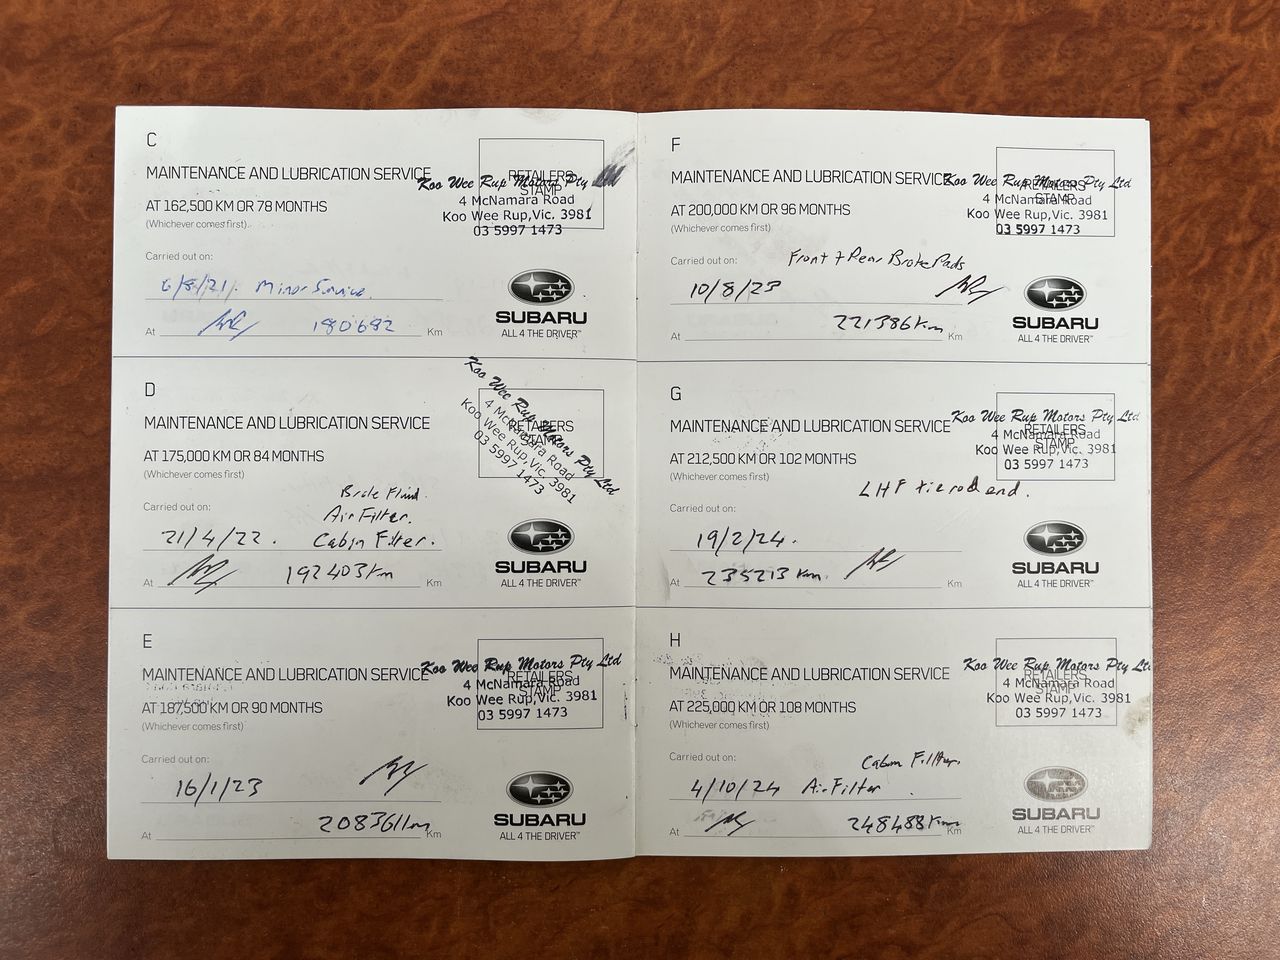 C
MAINTENANCE AND LUBRICATION SERVICE
RETAILERS
STAMP
Koo Wee Rup Motors Pty Ltd
4 McNamara Road
Koo Wee Rup,Vic. 3981
03 5997 1473
AT 162,500 KM OR 78 MONTHS
(Whichever comes first)
Carried out on:
6/8/21 Minor Service.
At 180692 Km
SUBARU
ALL 4 THE DRIVER™
D
MAINTENANCE AND LUBRICATION SERVICE
RETAILERS
STAMP
Koo Wee Rup Motors Pty Ltd
4 McNamara Road
Koo Wee Rup,Vic. 3981
03 5997 1473
AT 175,000 KM OR 84 MONTHS
(Whichever comes first)
Brake Fluid.
Carried out on:
Air Filter.
21/4/22. Cabin Filter.
At 192403Km Km
SUBARU
ALL 4 THE DRIVER™
E
MAINTENANCE AND LUBRICATION SERVICE
RETAILERS
STAMP
Koo Wee Rup Motors Pty Ltd
4 McNamara Road
Koo Wee Rup,Vic. 3981
03 5997 1473
AT 187,500 KM OR 90 MONTHS
(Whichever comes first)
Carried out on:
16/1/23
At 208361km Km
SUBARU
ALL 4 THE DRIVER™
F
MAINTENANCE AND LUBRICATION SERVICE
RETAILERS
STAMP
Koo Wee Rup Motors Pty Ltd
4 McNamara Road
Koo Wee Rup,Vic. 3981
03 5997 1473
AT 200,000 KM OR 96 MONTHS
(Whichever comes first)
Carried out on:
Front + Rear Brake Pads
10/8/23
At 221386Km Km
SUBARU
ALL 4 THE DRIVER™
G
MAINTENANCE AND LUBRICATION SERVICE
RETAILERS
STAMP
Koo Wee Rup Motors Pty Ltd
4 McNamara Road
Koo Wee Rup,Vic. 3981
03 5997 1473
AT 212,500 KM OR 102 MONTHS
(Whichever comes first)
LHF tie rod end.
Carried out on:
19/2/24.
At 235213 Km. Km
SUBARU
ALL 4 THE DRIVER™
H
MAINTENANCE AND LUBRICATION SERVICE
RETAILERS
STAMP
Koo Wee Rup Motors Pty Ltd
4 McNamara Road
Koo Wee Rup,Vic. 3981
03 5997 1473
AT 225,000 KM OR 108 MONTHS
(Whichever comes first)
Carried out on:
Cabin Filter.
4/10/24 Air Filter.
At 248488Km Km
SUBARU
ALL 4 THE DRIVER™